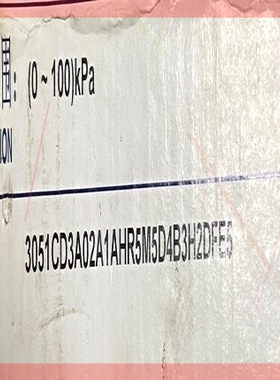 围: (0~100)kPa
ION
3051CD3A02A1AHR5M5D4B3H2DFE5